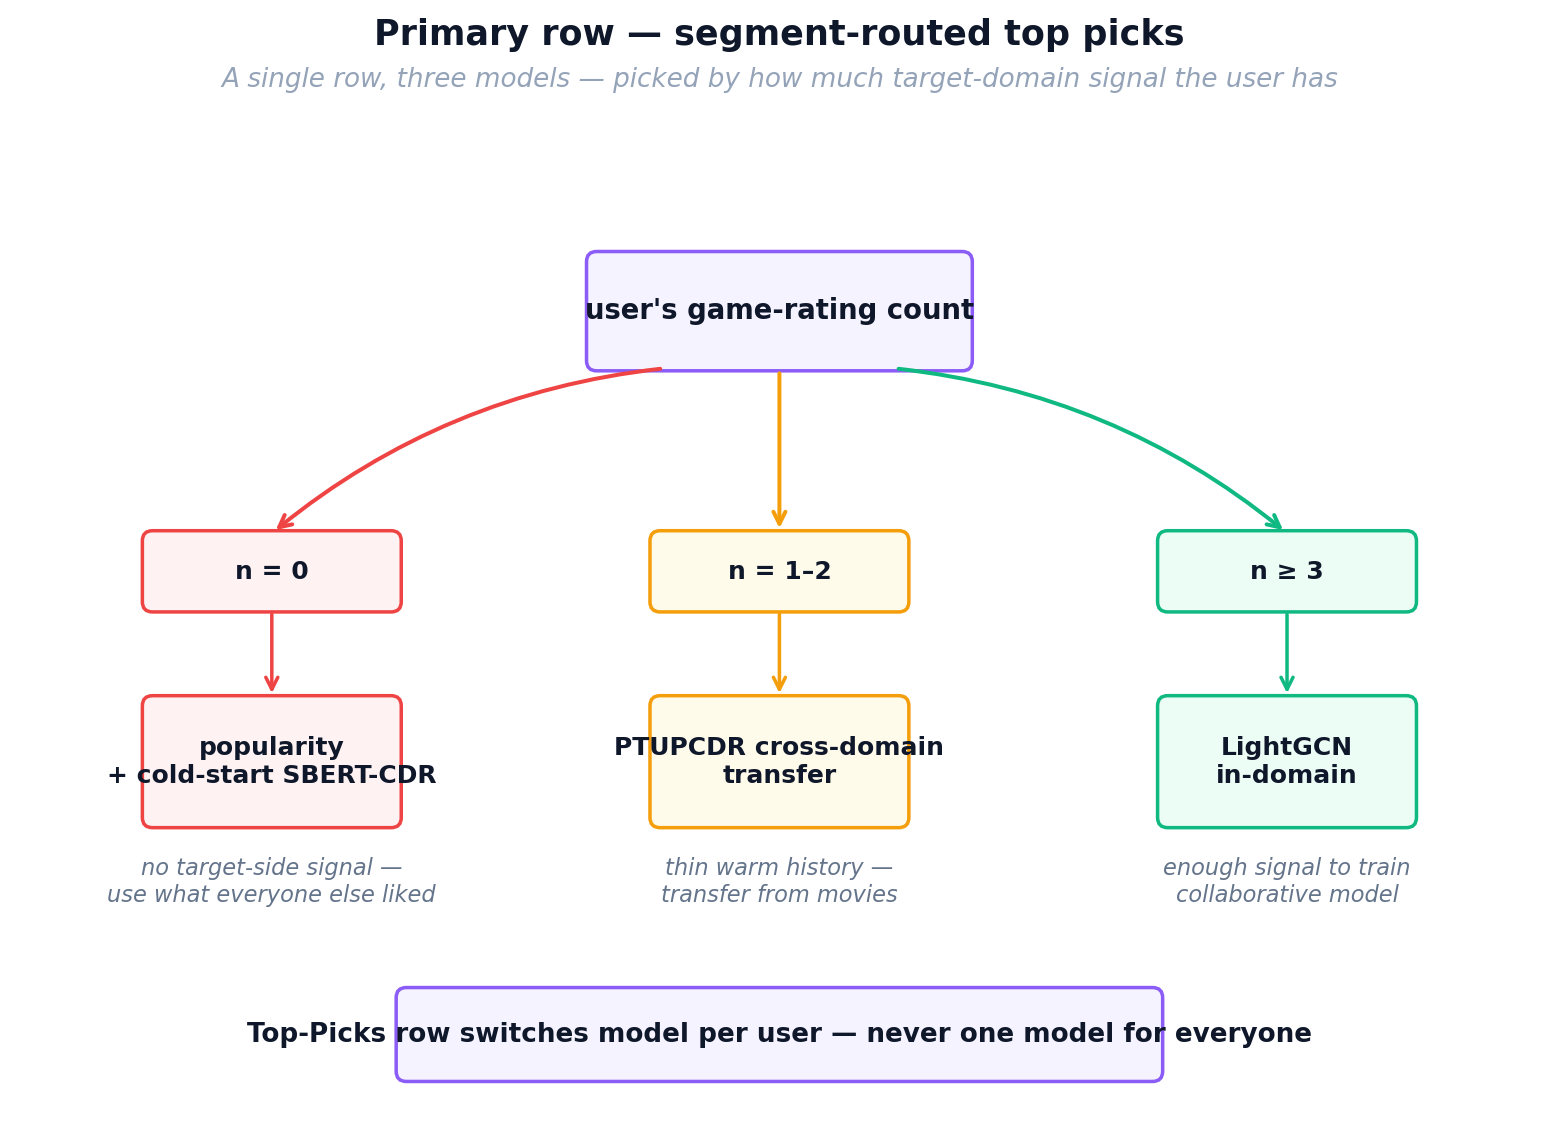 Primary row — segment-routed top picks
A single row, three models — picked by how much target-domain signal the user has
user's game-rating count
n = 0
n = 1–2
n ≥ 3
popularity
+ cold-start SBERT-CDR
PTUPCDR cross-domain
transfer
LightGCN
in-domain
no target-side signal —
use what everyone else liked
thin warm history —
transfer from movies
enough signal to train
collaborative model
Top-Picks row switches model per user — never one model for everyone